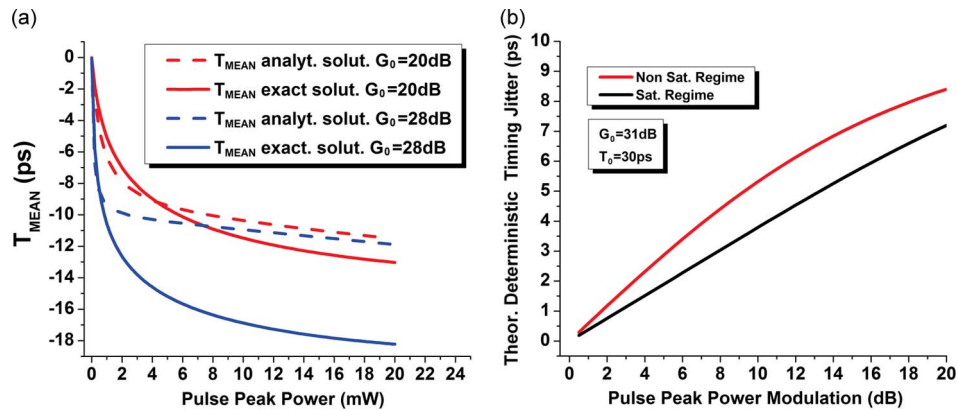 (a)
T_MEAN analyt. solut. G₀=20dB
T_MEAN exact solut. G₀=20dB
T_MEAN analyt. solut. G₀=28dB
T_MEAN exact. solut. G₀=28dB
T_MEAN (ps)
0
-2
-4
-6
-8
-10
-12
-14
-16
-18
0 2 4 6 8 10 12 14 16 18 20 22 24
Pulse Peak Power (mW)
(b)
Non Sat. Regime
Sat. Regime
G₀=31dB
T₀=30ps
Theor. Deterministic Timing Jitter (ps)
10
9
8
7
6
5
4
3
2
1
0
0 2 4 6 8 10 12 14 16 18 20
Pulse Peak Power Modulation (dB)